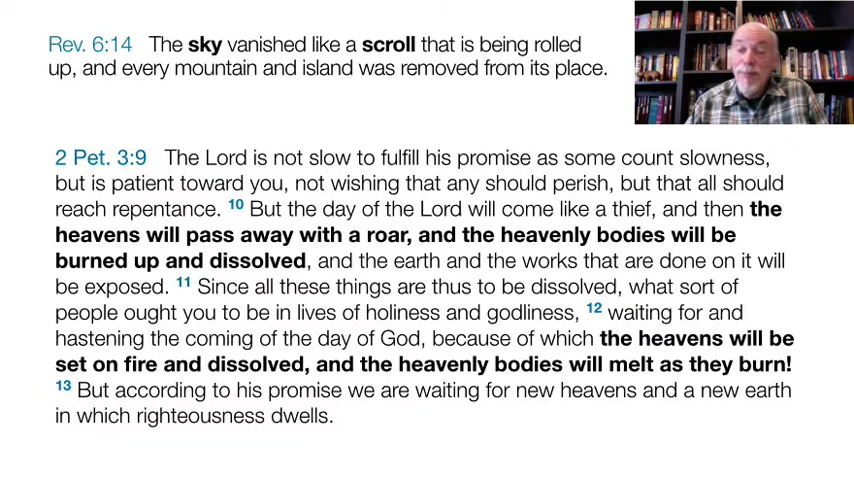 Rev. 6:14 The sky vanished like a scroll that is being rolled
up, and every mountain and island was removed from its place.
2 Pet. 3:9 The Lord is not slow to fulfill his promise as some count slowness,
but is patient toward you, not wishing that any should perish, but that all should
reach repentance. 10 But the day of the Lord will come like a thief, and then the
heavens will pass away with a roar, and the heavenly bodies will be
burned up and dissolved, and the earth and the works that are done on it will
be exposed. 11 Since all these things are thus to be dissolved, what sort of
people ought you to be in lives of holiness and godliness, 12 waiting for and
hastening the coming of the day of God, because of which the heavens will be
set on fire and dissolved, and the heavenly bodies will melt as they burn!
13 But according to his promise we are waiting for new heavens and a new earth
in which righteousness dwells.